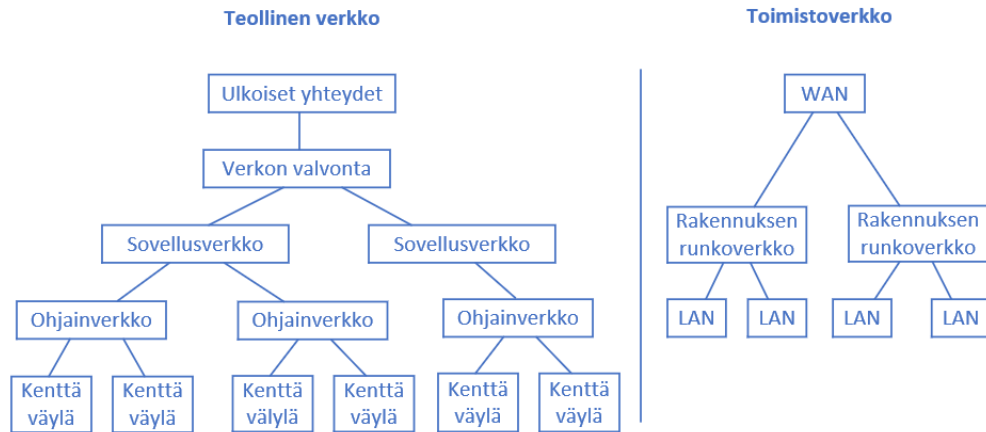 Teollinen verkko
Ulkoiset yhteydet
Verkon valvonta
Sovellusverkko
Sovellusverkko
Ohjainverkko
Ohjainverkko
Ohjainverkko
Kenttä
väylä
Kenttä
väylä
Kenttä
välylä
Kenttä
väylä
Kenttä
väylä
Kenttä
väylä
Toimistoverkko
WAN
Rakennuksen
runkoverkko
Rakennuksen
runkoverkko
LAN
LAN
LAN
LAN